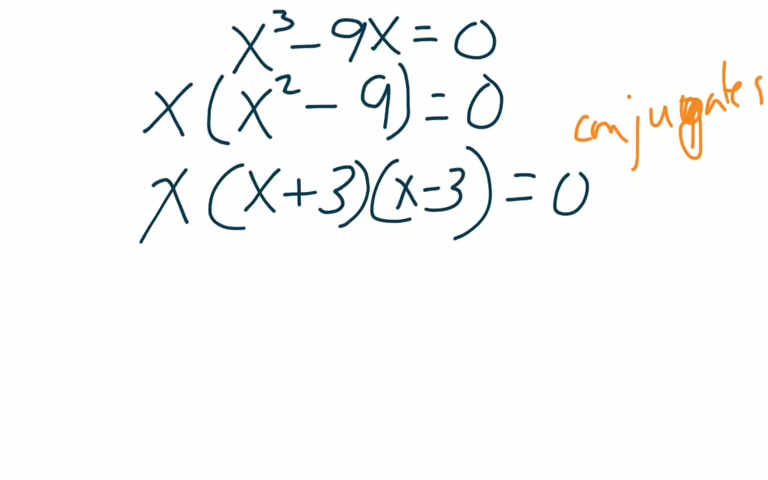 x³ - 9x = 0
x(x² - 9) = 0
conjugates
x(x+3)(x-3) = 0